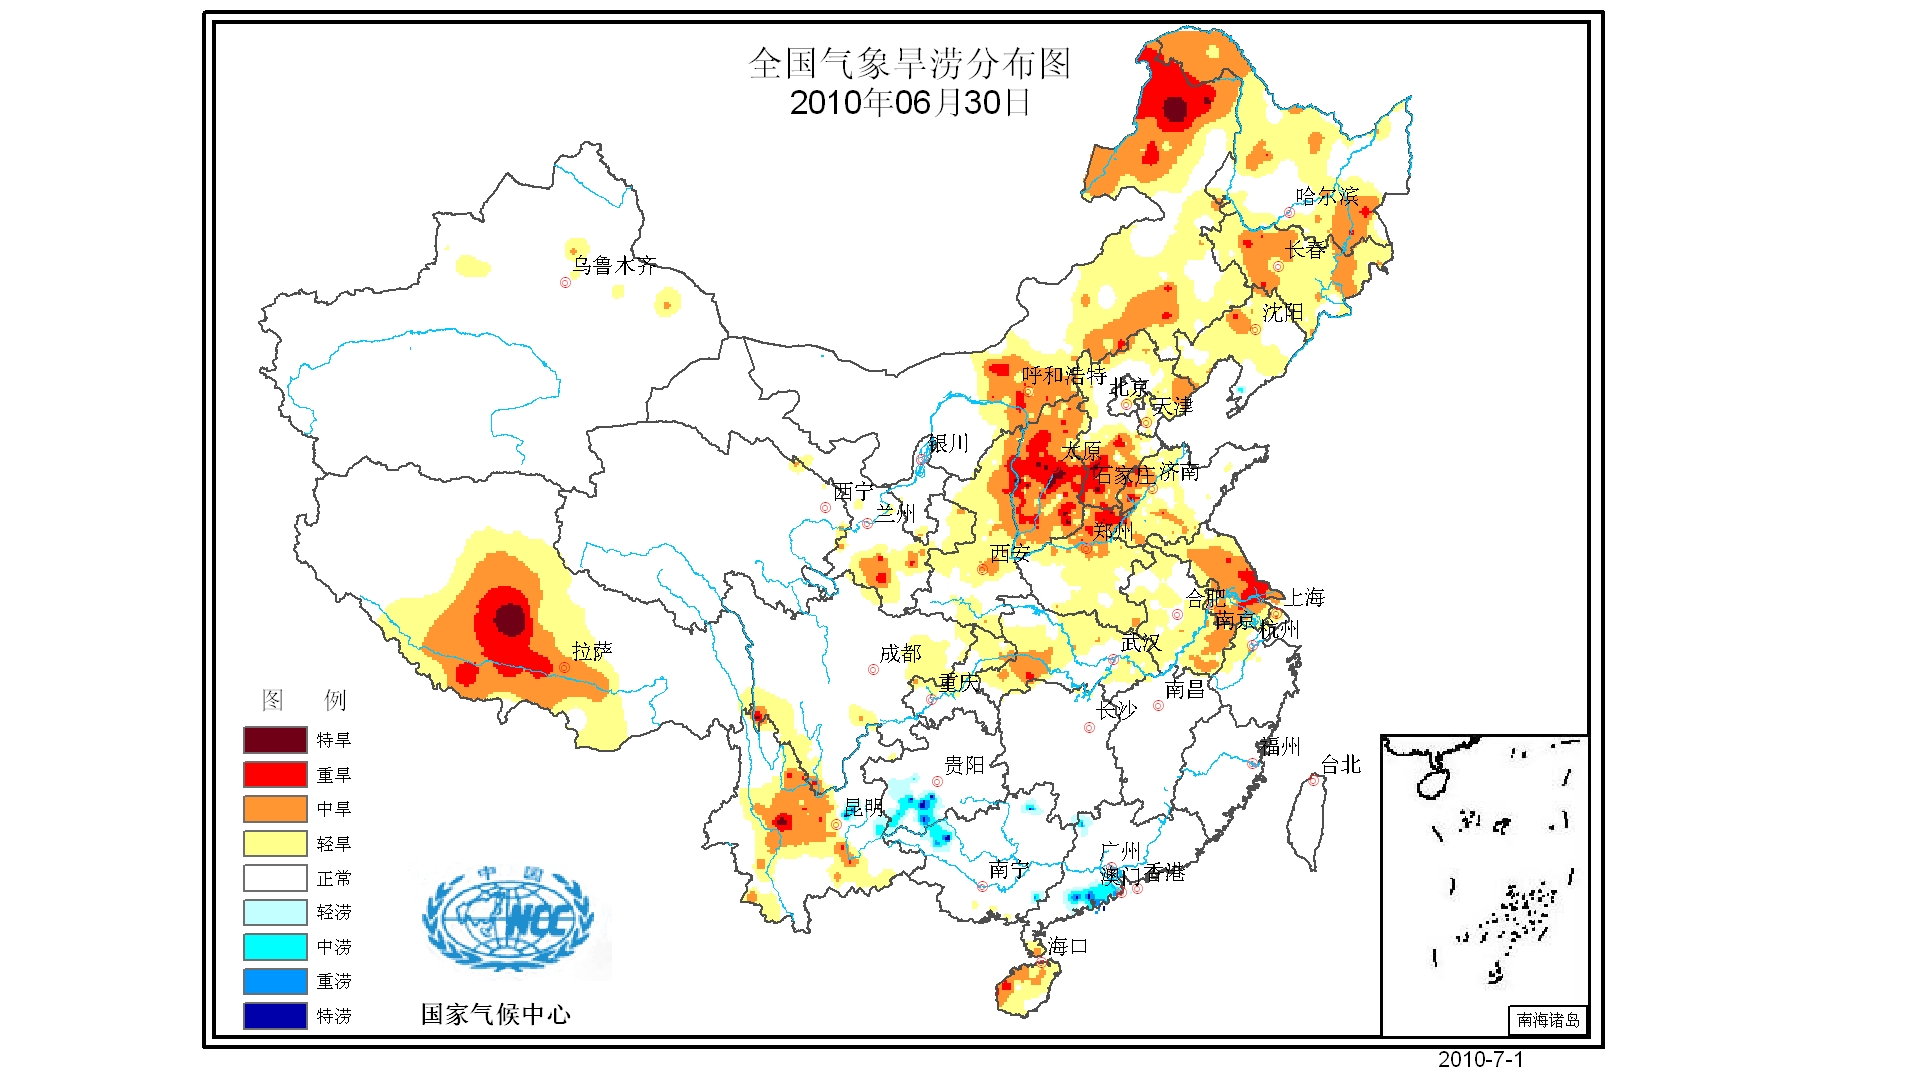 全国气象旱涝分布图
2010年06月30日
哈尔滨
长春
乌鲁木齐
沈阳
呼和浩特
北京
天津
银川
太原
石家庄
济南
西宁
兰州
郑州
西安
合肥
上海
南京
杭州
拉萨
成都
武汉
重庆
南昌
长沙
福州
贵阳
台北
昆明
广州
南宁
澳门
香港
海口
图 例
特旱
重旱
中旱
轻旱
正常
轻涝
中涝
重涝
特涝
中 国
NCC
国家气候中心
南海诸岛
2010-7-1